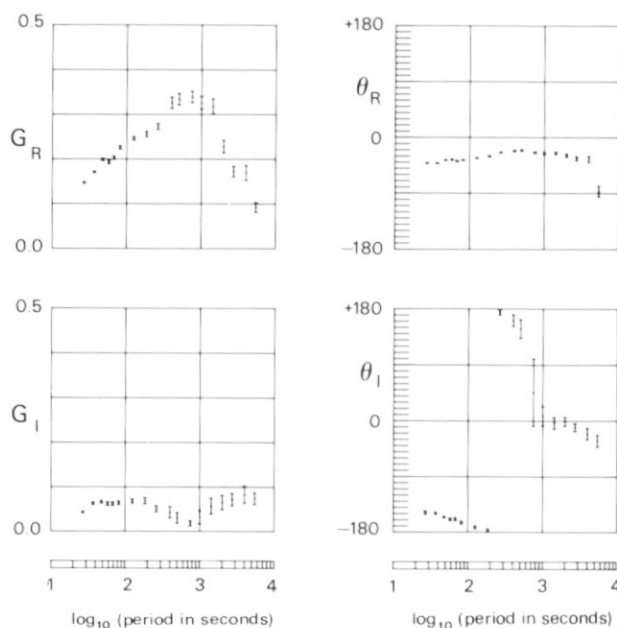 0.5
G_R
0.0
+180
θ_R
0
−180
0.5
G_I
0.0
+180
θ_I
0
−180
1 2 3 4
log₁₀ (period in seconds)
1 2 3 4
log₁₀ (period in seconds)